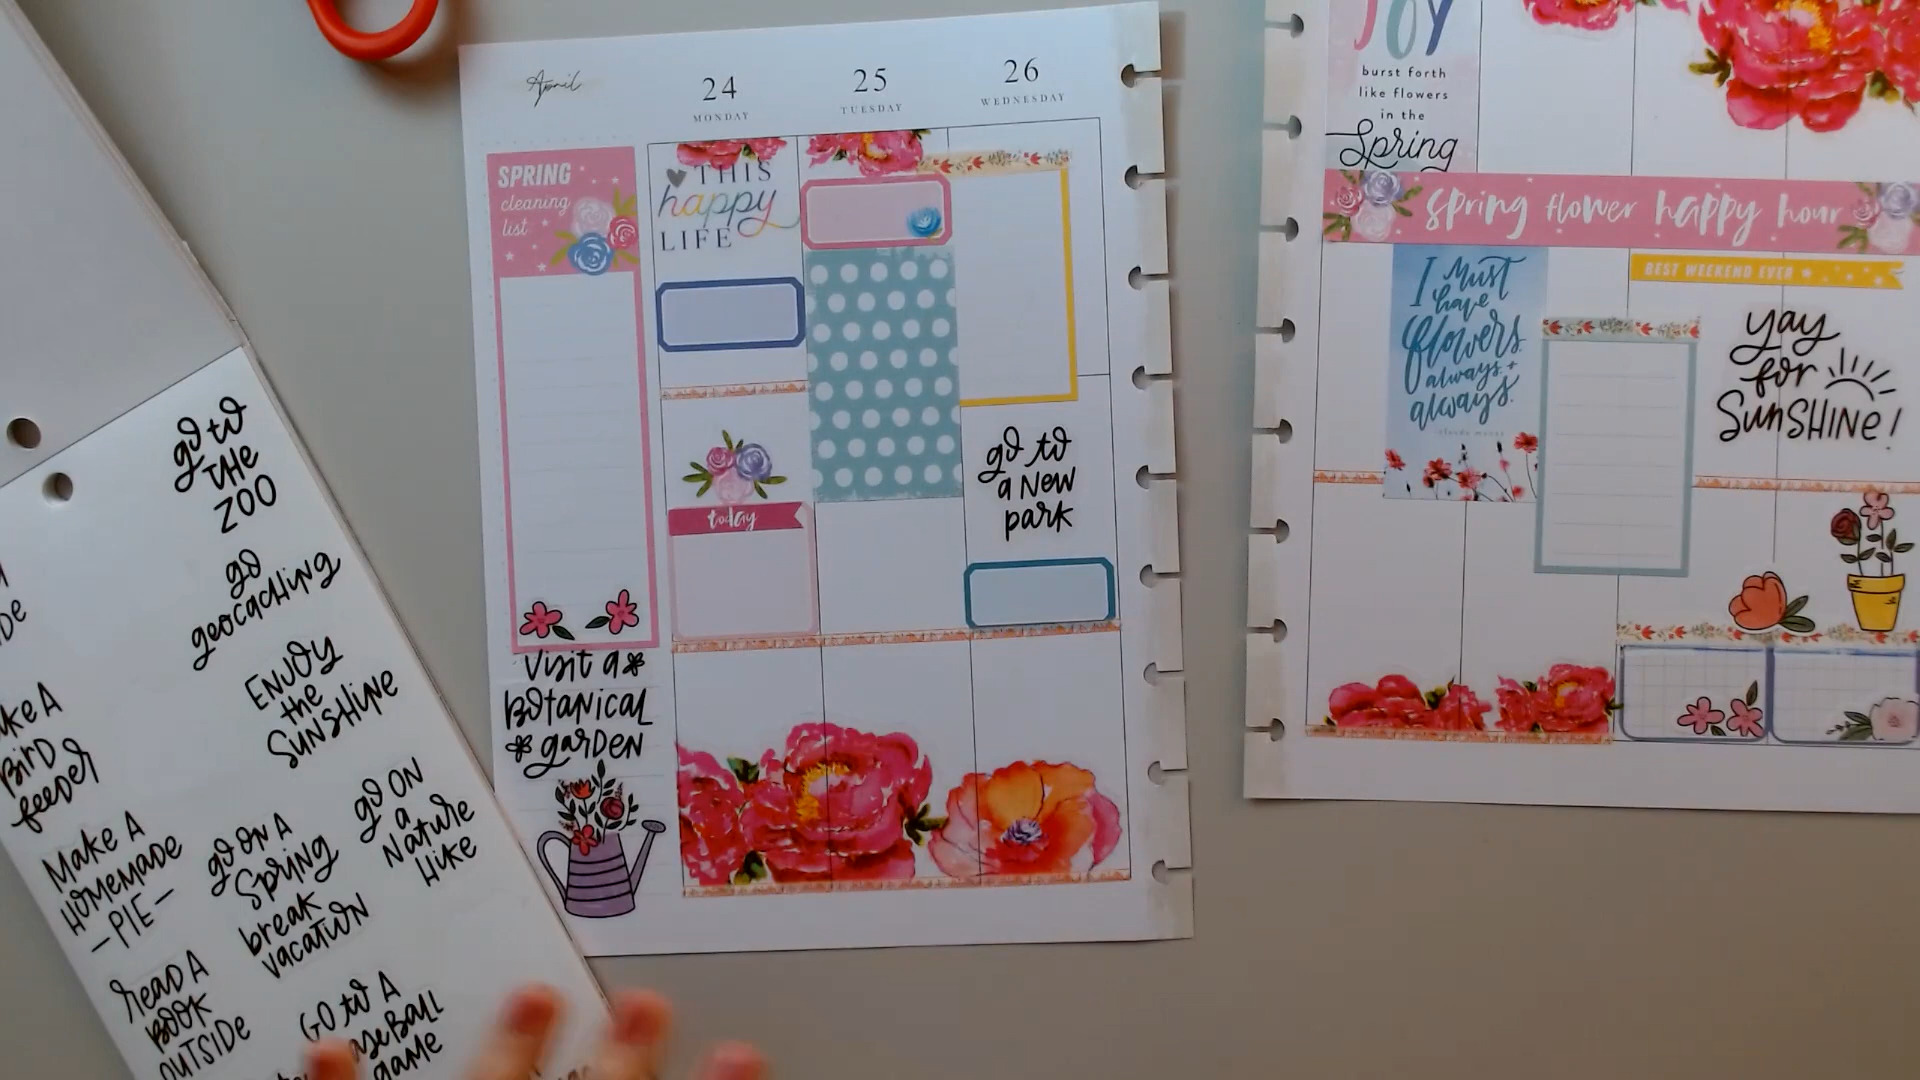 go to
THE
ZOO
go
geocaching
ENJOY
the
SUNSHINE
Make A
HOMEMADE
- PIE -
go ON A
Spring
break
vacation
go ON
a
Nature
Hike
Read A
BOOK
OUTSIDE
GO to A
game
BIRD
feeder
April
24
MONDAY
25
TUESDAY
26
WEDNESDAY
SPRING
cleaning
list
THIS
happy
LIFE
today
go to
a New
park
Visit a
Botanical
garden
JOY
burst forth
like flowers
in the
Spring
spring flower happy hour
I Must
have
flowers
always +
always.
BEST WEEKEND EVER
yay
for
SunSHINE!